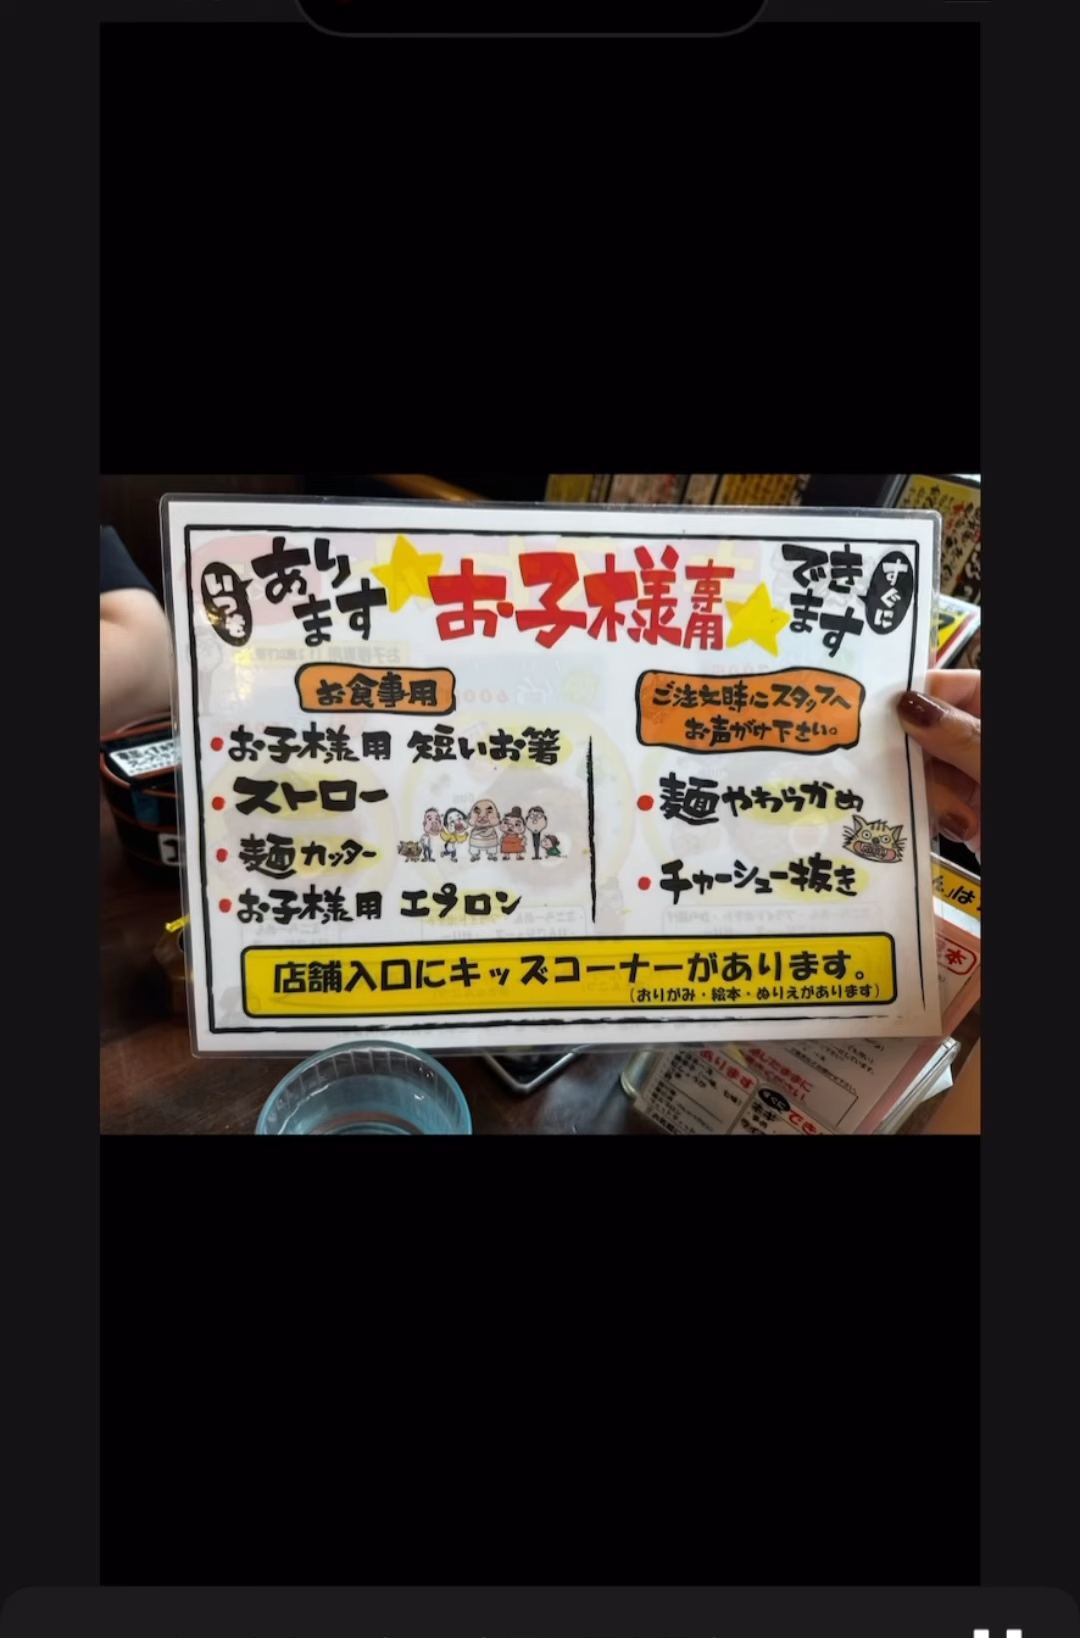 いつも
あります
お子様専用
できます
すぐに
お食事用
・お子様用 短いお箸
・ストロー
・麺カッター
・お子様用 エプロン
ご注文時にスタッフへ
お声がけ下さい。
・麺やわらかめ
・チャーシュー抜き
店舗入口にキッズコーナーがあります。
(おりがみ・絵本・ぬりえがあります)